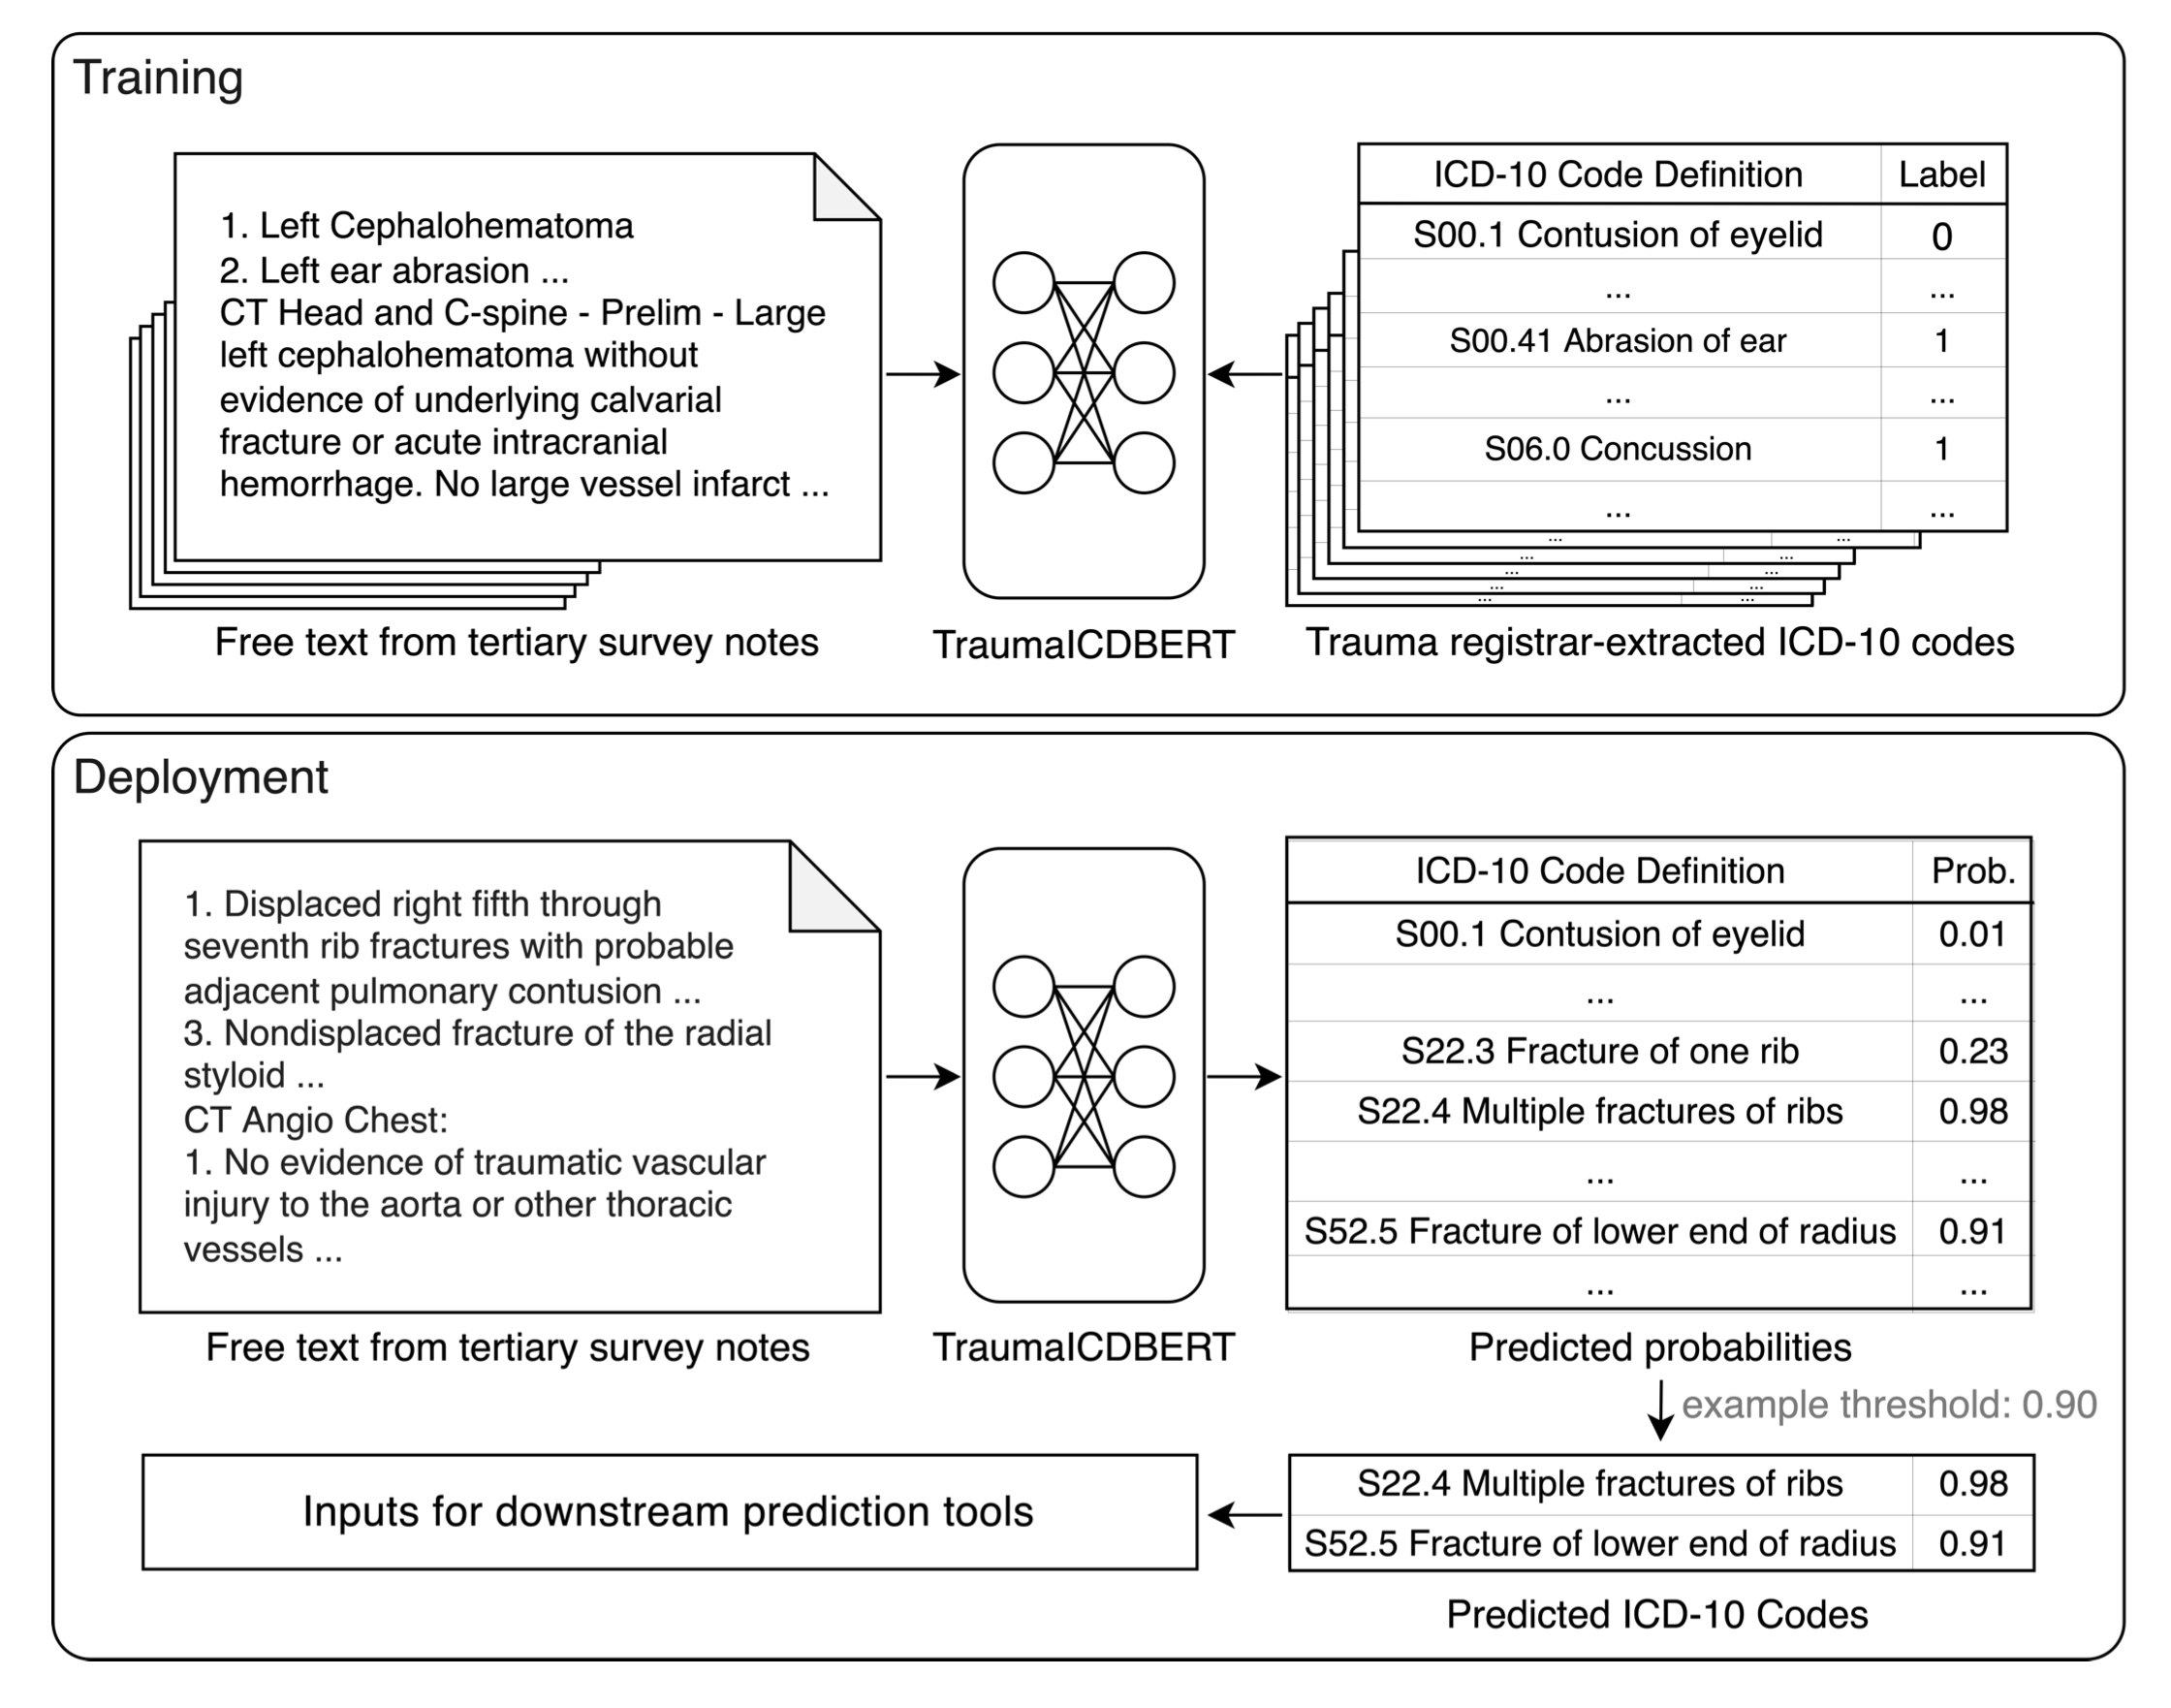 Training
1. Left Cephalohematoma
2. Left ear abrasion ...
CT Head and C-spine - Prelim - Large
left cephalohematoma without
evidence of underlying calvarial
fracture or acute intracranial
hemorrhage. No large vessel infarct ...
Free text from tertiary survey notes
TraumaICDBERT
ICD-10 Code Definition Label
S00.1 Contusion of eyelid 0
... ...
S00.41 Abrasion of ear 1
... ...
S06.0 Concussion 1
... ...
... ...
... ...
... ...
... ...
... ...
Trauma registrar-extracted ICD-10 codes
Deployment
1. Displaced right fifth through
seventh rib fractures with probable
adjacent pulmonary contusion ...
3. Nondisplaced fracture of the radial
styloid ...
CT Angio Chest:
1. No evidence of traumatic vascular
injury to the aorta or other thoracic
vessels ...
Free text from tertiary survey notes
TraumaICDBERT
ICD-10 Code Definition Prob.
S00.1 Contusion of eyelid 0.01
... ...
S22.3 Fracture of one rib 0.23
S22.4 Multiple fractures of ribs 0.98
... ...
S52.5 Fracture of lower end of radius 0.91
... ...
Predicted probabilities
example threshold: 0.90
S22.4 Multiple fractures of ribs 0.98
S52.5 Fracture of lower end of radius 0.91
Predicted ICD-10 Codes
Inputs for downstream prediction tools